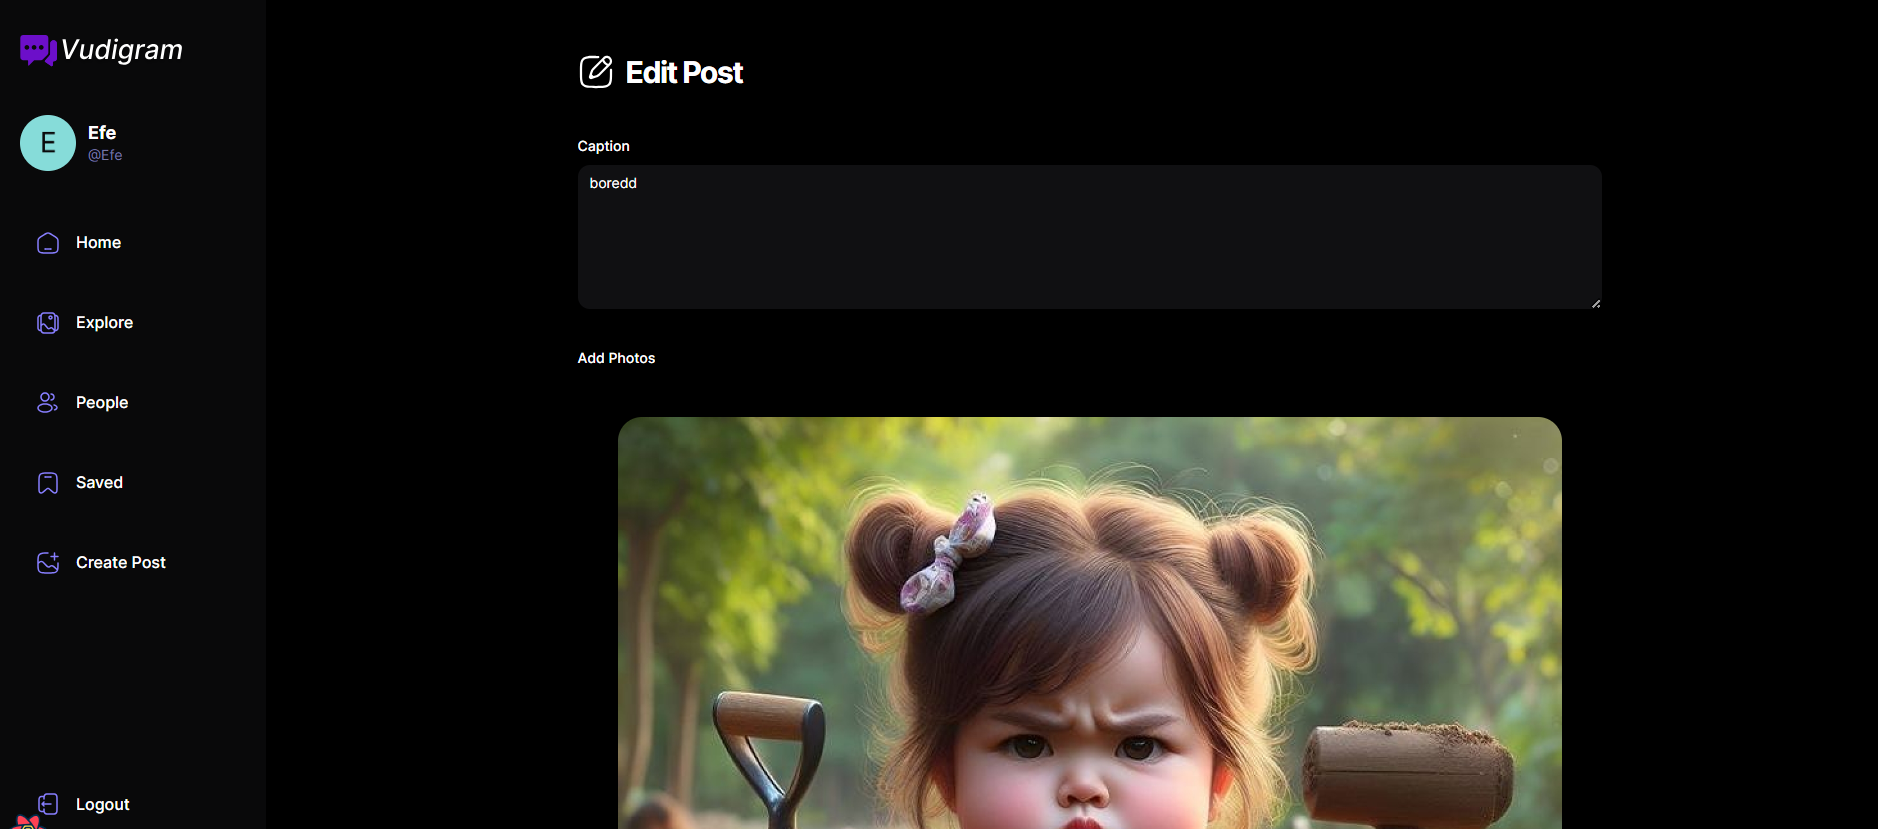 Vudigram
E
Efe
@Efe
Home
Explore
People
Saved
Create Post
Logout
Edit Post
Caption
boredd
Add Photos